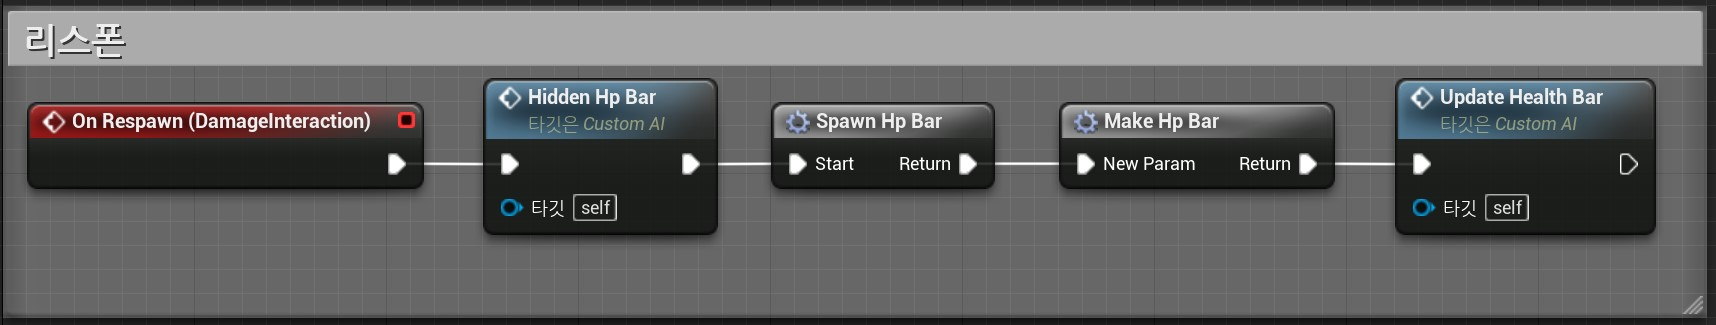 리스폰
On Respawn (DamageInteraction)
Hidden Hp Bar
타깃은 Custom AI
타깃 self
Spawn Hp Bar
Start Return
Make Hp Bar
New Param Return
Update Health Bar
타깃은 Custom AI
타깃 self